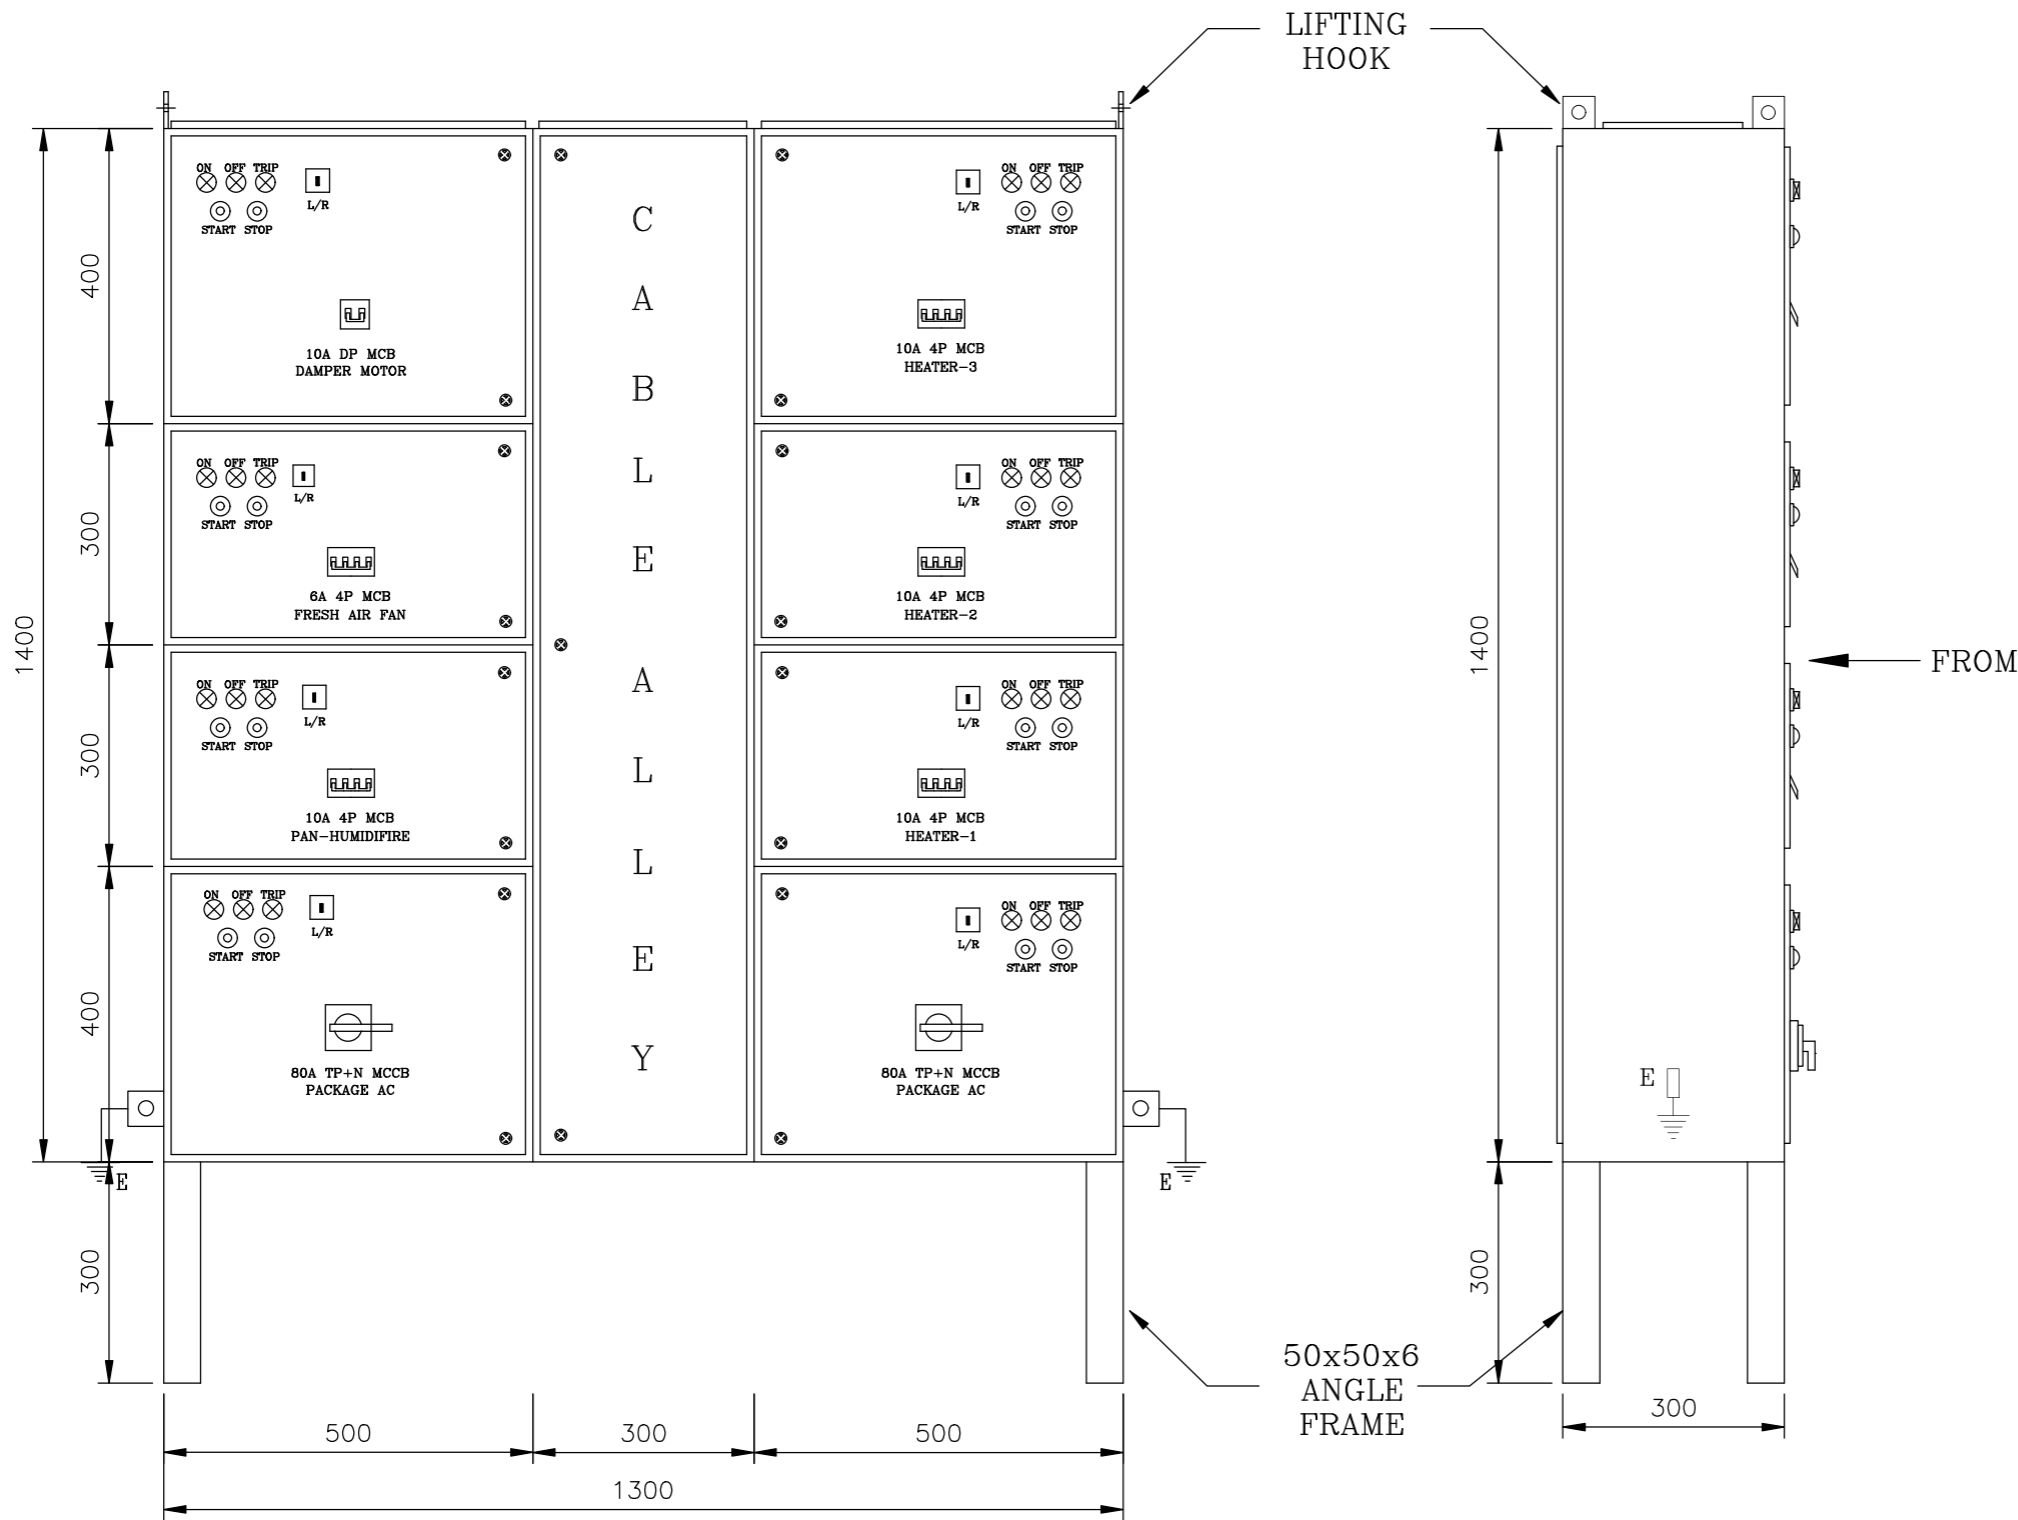 LIFTING
HOOK
ON OFF TRIP
L/R
START STOP
10A DP MCB
DAMPER MOTOR
ON OFF TRIP
L/R
START STOP
6A 4P MCB
FRESH AIR FAN
ON OFF TRIP
L/R
START STOP
10A 4P MCB
PAN-HUMIDIFIRE
ON OFF TRIP
L/R
START STOP
80A TP+N MCCB
PACKAGE AC
C
A
B
L
E
A
L
L
E
Y
ON OFF TRIP
L/R
START STOP
10A 4P MCB
HEATER-3
ON OFF TRIP
L/R
START STOP
10A 4P MCB
HEATER-2
ON OFF TRIP
L/R
START STOP
10A 4P MCB
HEATER-1
ON OFF TRIP
L/R
START STOP
80A TP+N MCCB
PACKAGE AC
400
300
300
400
1400
300
E
E
500
300
500
1300
50x50x6
ANGLE
FRAME
1400
300
E
FROM
300